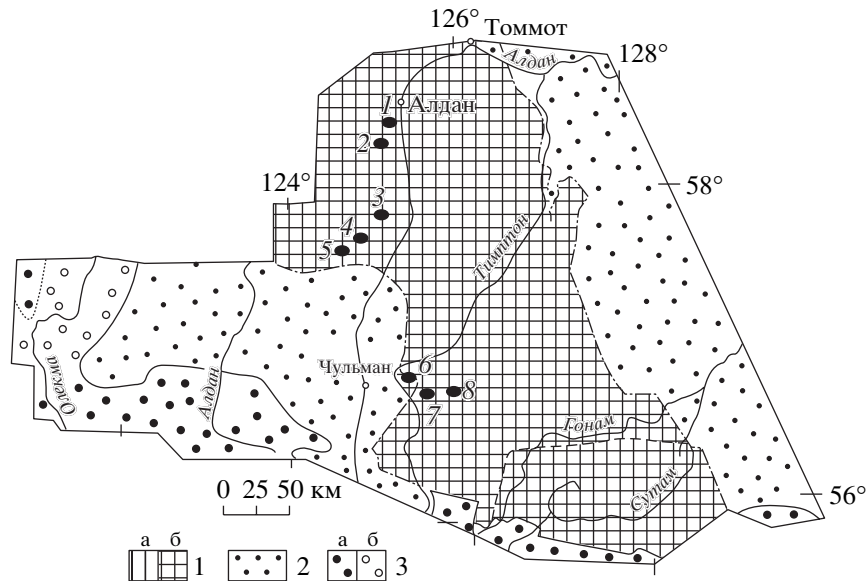 126° Томмот
Алдан
128°
1 Алдан
2
124°
58°
3
4
5
Тимптон
Чульман
6
7
8
Олекма
Алдан
Гонам
Сутам
56°
0 25 50 км
а б
1
2
а б
3